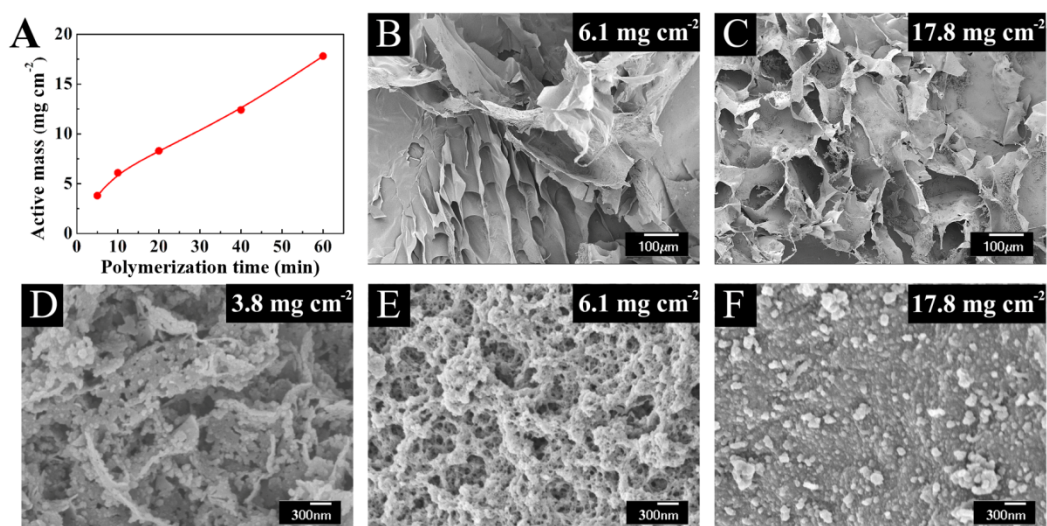 A
20
15
10
5
0
Active mass (mg cm⁻²)
10 20 30 40 50 60
Polymerization time (min)
B
6.1 mg cm⁻²
100μm
C
17.8 mg cm⁻²
100μm
D
3.8 mg cm⁻²
300nm
E
6.1 mg cm⁻²
300nm
F
17.8 mg cm⁻²
300nm